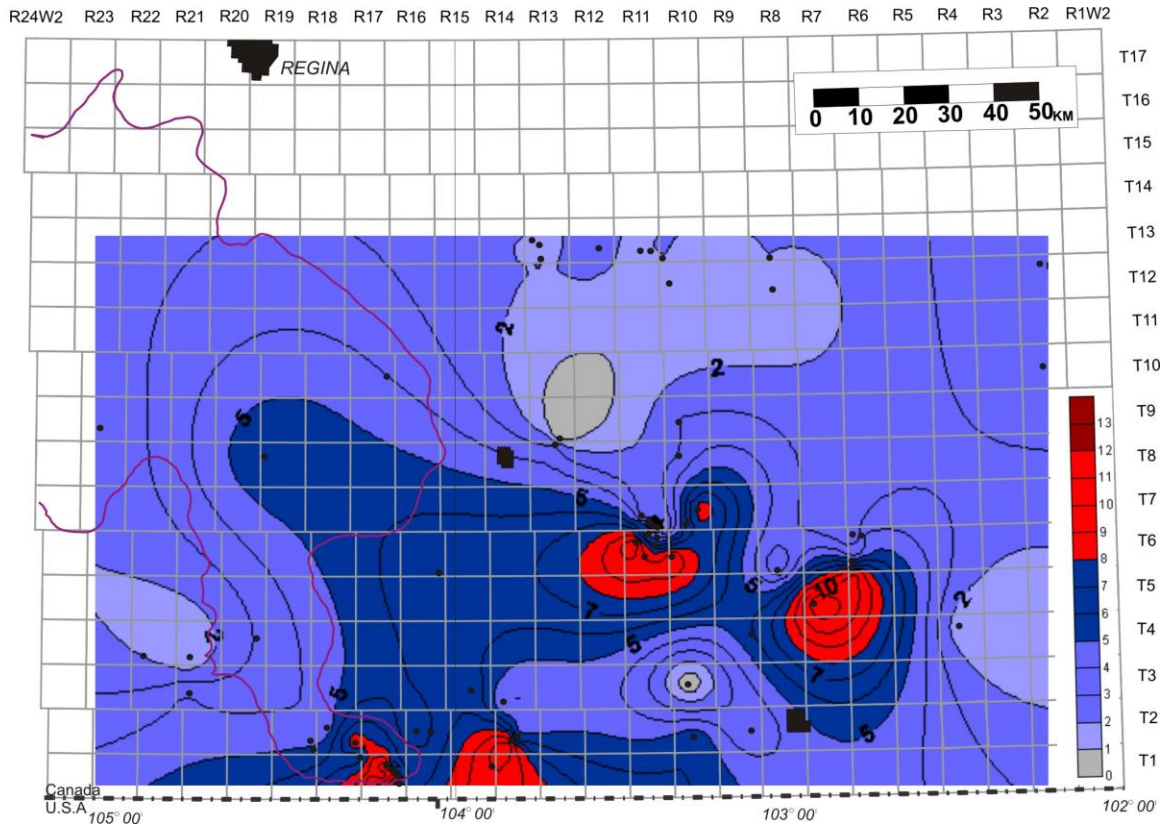 R24W2 R23 R22 R21 R20 R19 R18 R17 R16 R15 R14 R13 R12 R11 R10 R9 R8 R7 R6 R5 R4 R3 R2 R1W2
REGINA
T17
T16
T15
T14
T13
T12
T11
T10
T9
T8
T7
T6
T5
T4
T3
T2
T1
0 10 20 30 40 50KM
2
2
5
5
5
10
7
7
5
2
2
5
5
13
12
11
10
9
8
7
6
5
4
3
2
1
0
Canada
U.S.A
105° 00' 104° 00' 103° 00' 102° 00'